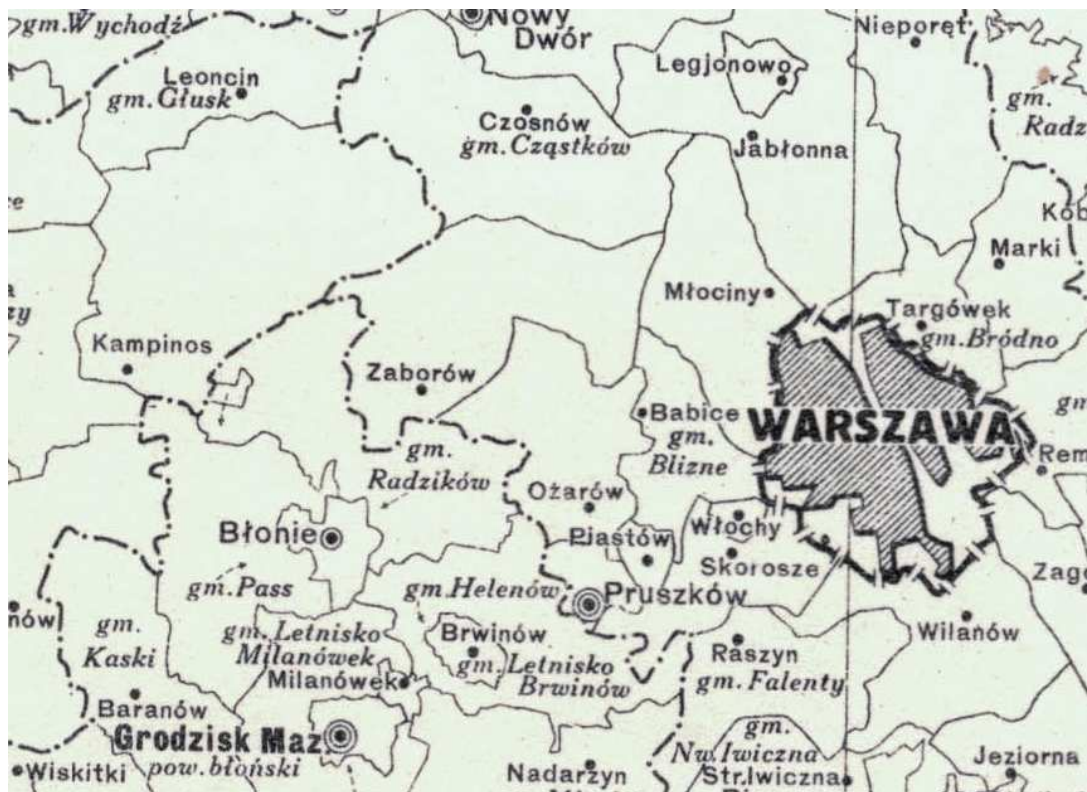 gm. Wychodź
Nowy
Dwór
Nieporęt
Leoncin
gm. Głusk
Legjonowo
gm.
Radz
Czosnów
gm. Cząstków
Jabłonna
Kób
Marki
Młociny
Targówek
gm. Bródno
Kampinos
Zaborów
Babice
gm.
Blizne
WARSZAWA
gm
Rem
gm.
Radzików
Ożarów
Włochy
Błonie
Piastów
Skorosze
gm. Pass
gm. Helenów
Pruszków
Zag
nów
gm.
Kaski
gm. Letnisko
Milanówek
Brwinów
gm. Letnisko
Brwinów
Wilanów
Raszyn
gm. Falenty
Milanówek
Baranów
Grodzisk Maz.
pow. błoński
gm.
Nw. Iwiczna
Str. Iwiczna
Jeziorna
Wiskitki
Nadarzyn